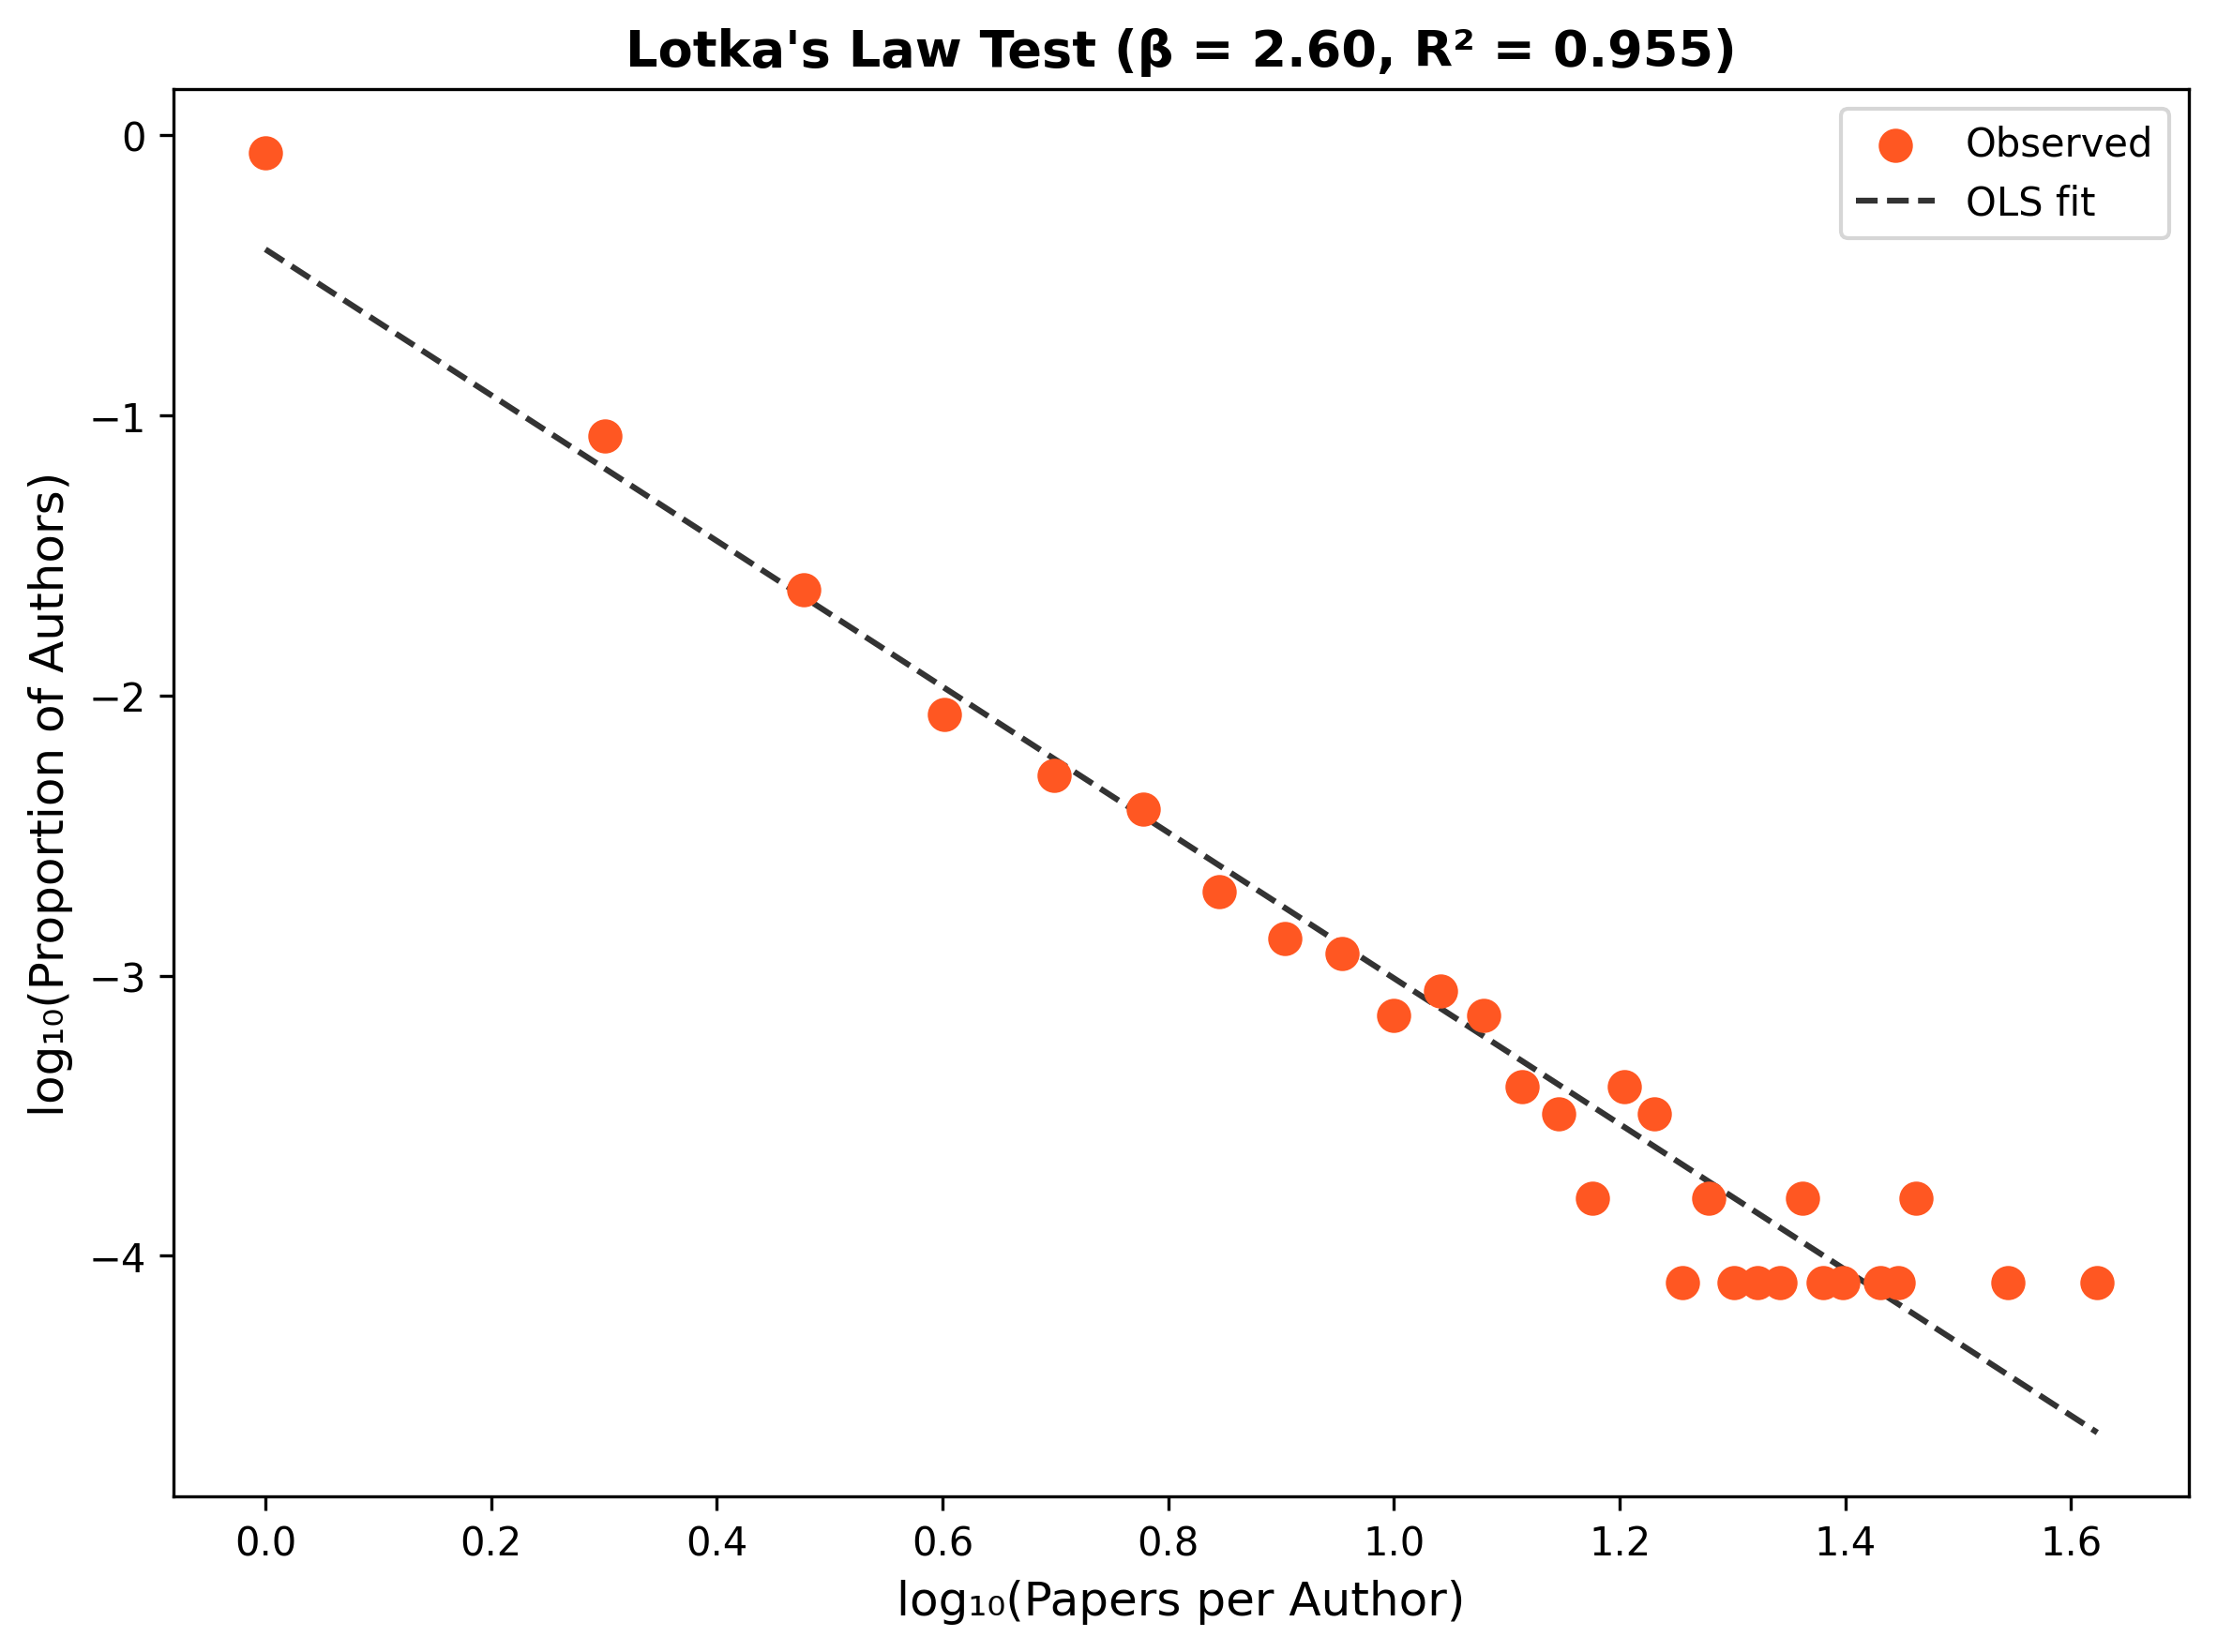 Lotka's Law Test (β = 2.60, R² = 0.955)
Observed
OLS fit
0
−1
−2
−3
−4
log₁₀(Proportion of Authors)
0.0 0.2 0.4 0.6 0.8 1.0 1.2 1.4 1.6
log₁₀(Papers per Author)